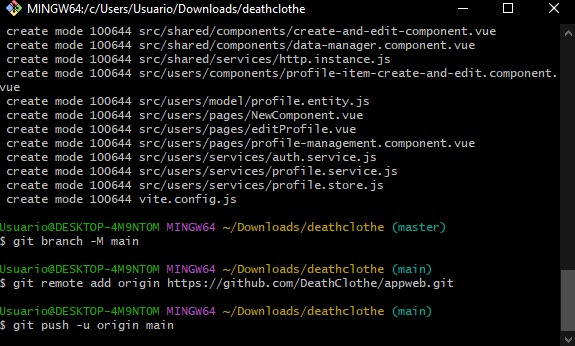 MINGW64:/c/Users/Usuario/Downloads/deathclothe
create mode 100644 src/shared/components/create-and-edit-component.vue
create mode 100644 src/shared/components/data-manager.component.vue
create mode 100644 src/shared/services/http.instance.js
create mode 100644 src/users/components/profile-item-create-and-edit.component.
vue
create mode 100644 src/users/model/profile.entity.js
create mode 100644 src/users/pages/NewComponent.vue
create mode 100644 src/users/pages/editProfile.vue
create mode 100644 src/users/pages/profile-management.component.vue
create mode 100644 src/users/services/auth.service.js
create mode 100644 src/users/services/profile.service.js
create mode 100644 src/users/services/profile.store.js
create mode 100644 vite.config.js
Usuario@DESKTOP-4M9NTOM MINGW64 ~/Downloads/deathclothe (master)
$ git branch -M main
Usuario@DESKTOP-4M9NTOM MINGW64 ~/Downloads/deathclothe (main)
$ git remote add origin https://github.com/DeathClothe/appweb.git
Usuario@DESKTOP-4M9NTOM MINGW64 ~/Downloads/deathclothe (main)
$ git push -u origin main